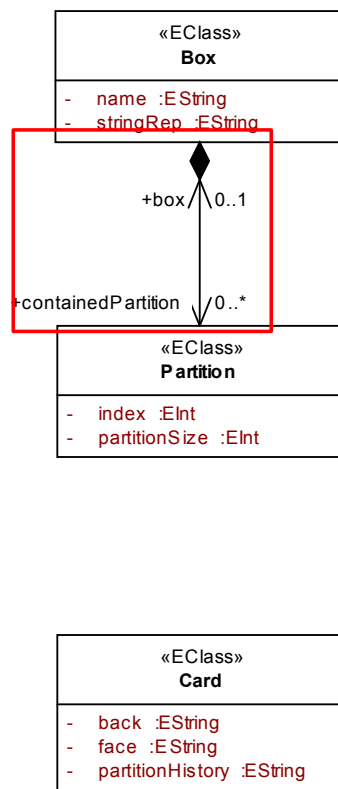 «EClass»
Box
- name :EString
- stringRep :EString
+box 0..1
+containedPartition 0..*
«EClass»
Partition
- index :EInt
- partitionSize :EInt
«EClass»
Card
- back :EString
- face :EString
- partitionHistory :EString